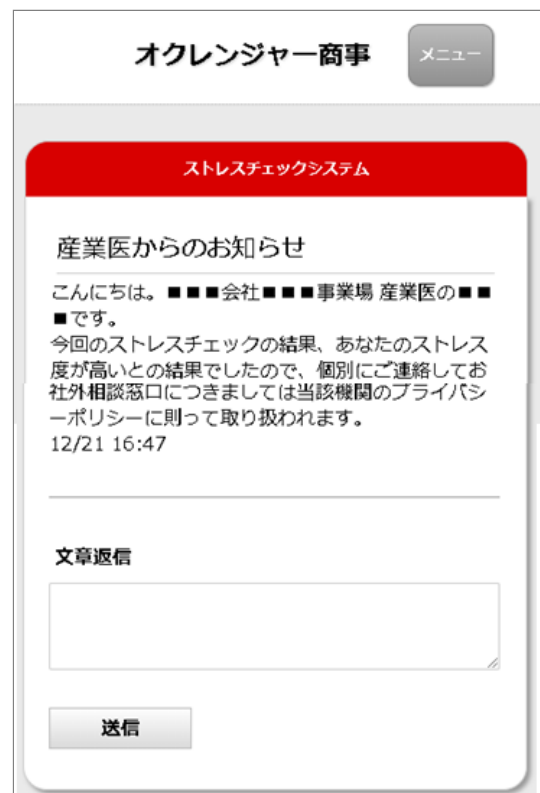 オクレンジャー商事
メニュー
ストレスチェックシステム
産業医からのお知らせ
こんにちは。■■■会社■■■事業場 産業医の■■
■です。
今回のストレスチェックの結果、あなたのストレス
度が高いとの結果でしたので、個別にご連絡してお
社外相談窓口につきましては当該機関のプライバシ
ーポリシーに則って取り扱われます。
12/21 16:47
文章返信
送信